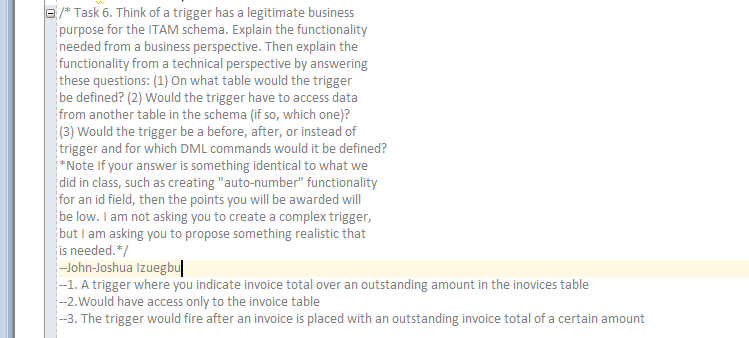 /* Task 6. Think of a trigger has a legitimate business
purpose for the ITAM schema. Explain the functionality
needed from a business perspective. Then explain the
functionality from a technical perspective by answering
these questions: (1) On what table would the trigger
be defined? (2) Would the trigger have to access data
from another table in the schema (if so, which one)?
(3) Would the trigger be a before, after, or instead of
trigger and for which DML commands would it be defined?
*Note If your answer is something identical to what we
did in class, such as creating "auto-number" functionality
for an id field, then the points you will be awarded will
be low. I am not asking you to create a complex trigger,
but I am asking you to propose something realistic that
is needed.*/
--John-Joshua Izuegbu
--1. A trigger where you indicate invoice total over an outstanding amount in the inovices table
--2.Would have access only to the inovoice table
--3. The trigger would fire after an invoice is placed with an outstanding invoice total of a certain amount